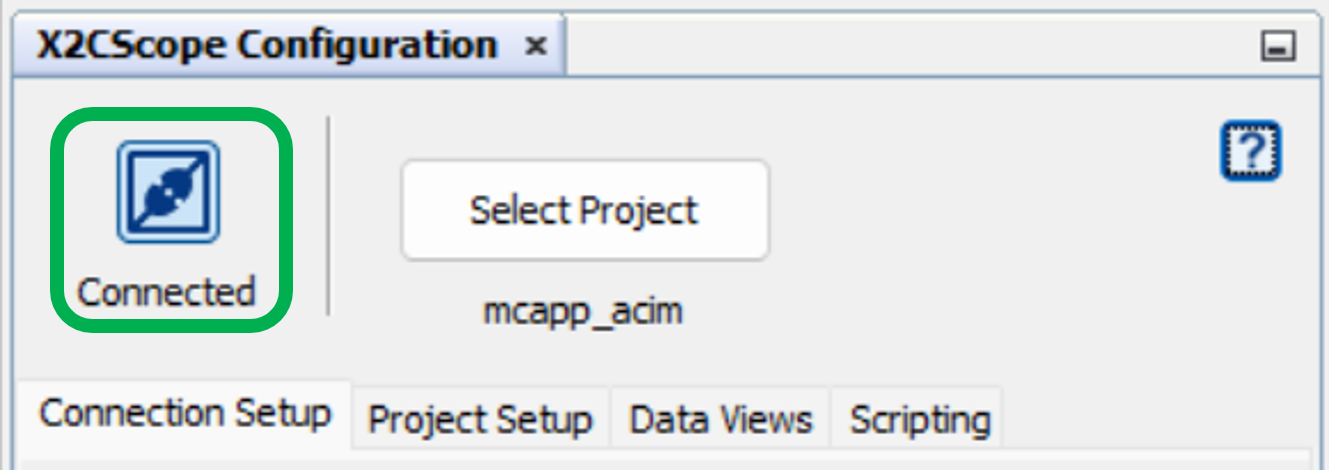 X2CScope Configuration ×
?
Select Project
Connected
mcapp_acim
Connection Setup Project Setup Data Views Scripting